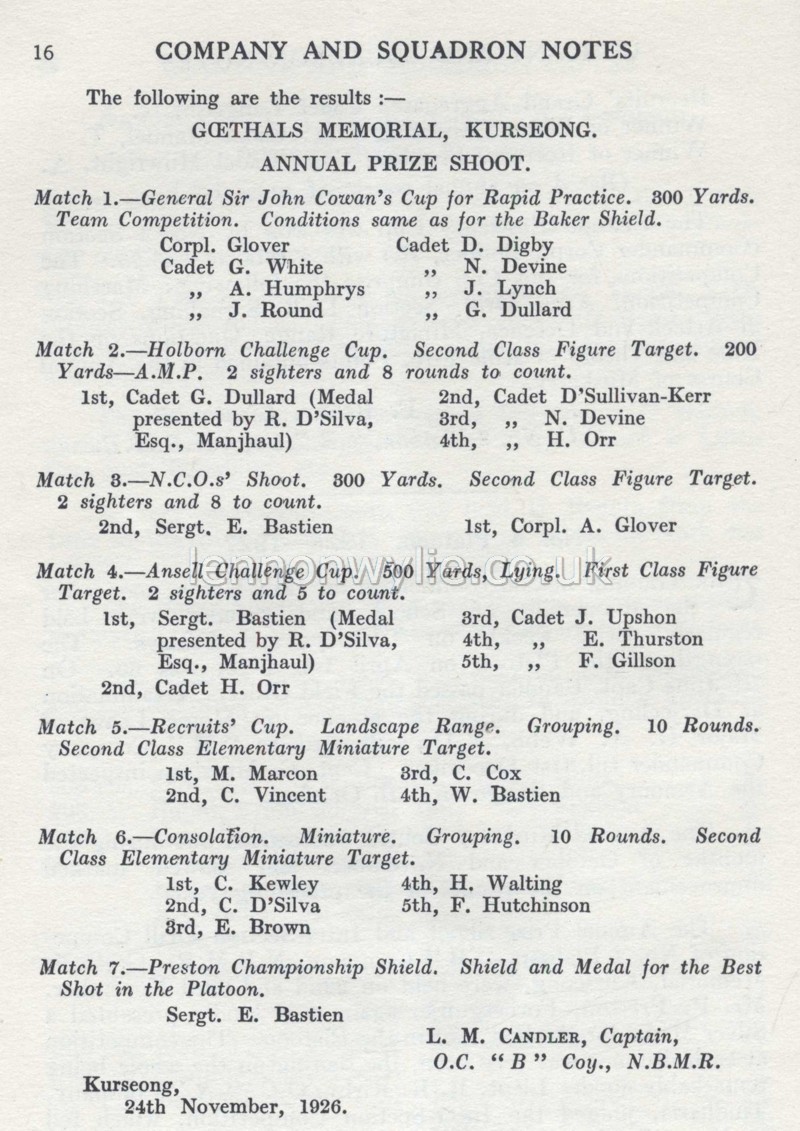 16 COMPANY AND SQUADRON NOTES
The following are the results :—
GŒTHALS MEMORIAL, KURSEONG.
ANNUAL PRIZE SHOOT.
Match 1.—General Sir John Cowan's Cup for Rapid Practice. 300 Yards.
Team Competition. Conditions same as for the Baker Shield.
Corpl. Glover Cadet D. Digby
Cadet G. White ,, N. Devine
,, A. Humphrys ,, J. Lynch
,, J. Round ,, G. Dullard
Match 2.—Holborn Challenge Cup. Second Class Figure Target. 200
Yards—A.M.P. 2 sighters and 8 rounds to count.
1st, Cadet G. Dullard (Medal 2nd, Cadet D'Sullivan-Kerr
presented by R. D'Silva, 3rd, ,, N. Devine
Esq., Manjhaul) 4th, ,, H. Orr
Match 3.—N.C.O.s' Shoot. 300 Yards. Second Class Figure Target.
2 sighters and 8 to count.
2nd, Sergt. E. Bastien 1st, Corpl. A. Glover
Match 4.—Ansell Challenge Cup. 500 Yards, Lying. First Class Figure
lennonwylie.co.uk
Target. 2 sighters and 5 to count.
1st, Sergt. Bastien (Medal 3rd, Cadet J. Upshon
presented by R. D'Silva, 4th, ,, E. Thurston
Esq., Manjhaul) 5th, ,, F. Gillson
2nd, Cadet H. Orr
Match 5.—Recruits' Cup. Landscape Range. Grouping. 10 Rounds.
Second Class Elementary Miniature Target.
1st, M. Marcon 3rd, C. Cox
2nd, C. Vincent 4th, W. Bastien
Match 6.—Consolation. Miniature. Grouping. 10 Rounds. Second
Class Elementary Miniature Target.
1st, C. Kewley 4th, H. Walting
2nd, C. D'Silva 5th, F. Hutchinson
3rd, E. Brown
Match 7.—Preston Championship Shield. Shield and Medal for the Best
Shot in the Platoon.
Sergt. E. Bastien
L. M. CANDLER, Captain,
O.C. "B" Coy., N.B.M.R.
Kurseong,
24th November, 1926.